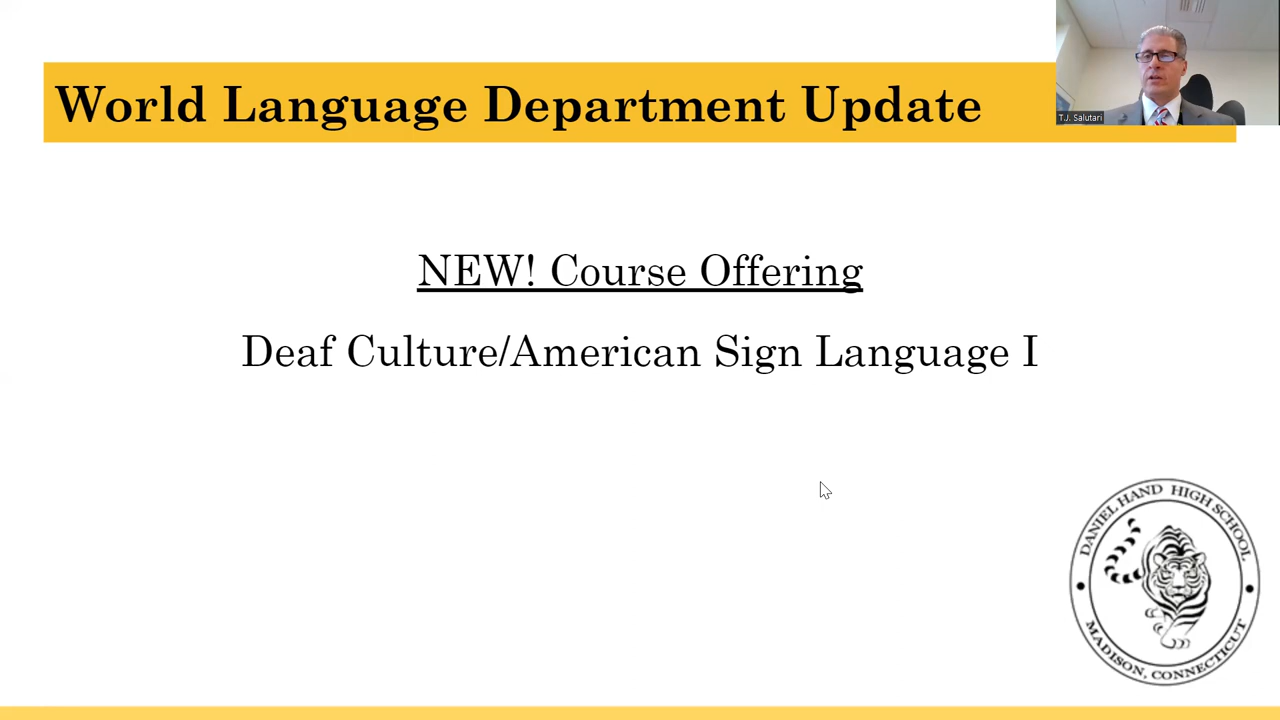 World Language Department Update
T.J. Salutari
NEW! Course Offering
Deaf Culture/American Sign Language I
DANIEL HAND HIGH SCHOOL
MADISON, CONNECTICUT